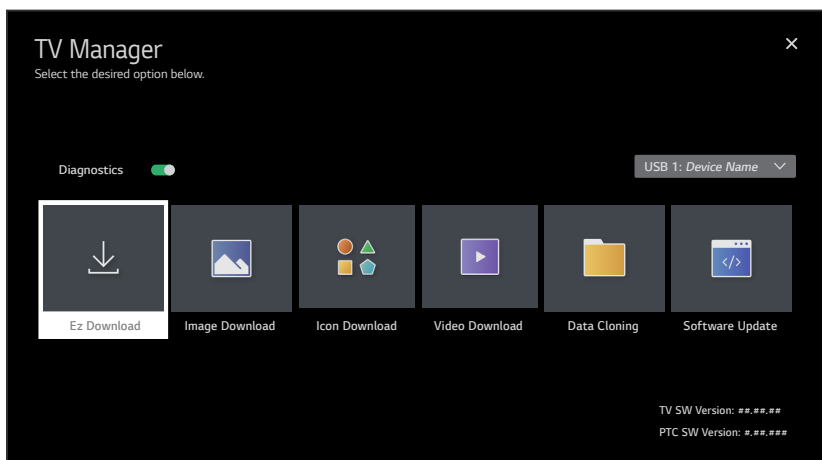 TV Manager
Select the desired option below.
Diagnostics
USB 1: Device Name
Ez Download
Image Download
Icon Download
Video Download
Data Cloning
Software Update
TV SW Version: ##.##.##
PTC SW Version: #.##.###